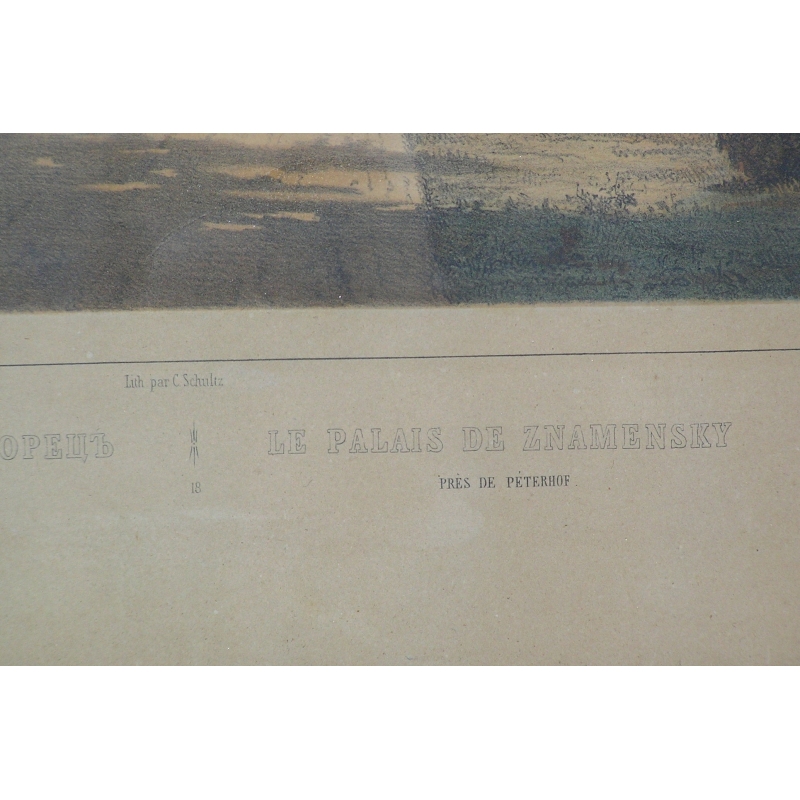 Lith par C. Schultz
ОРЕЦЪ LE PALAIS DE ZNAMENSKY
18 PRÈS DE PÉTERHOF.